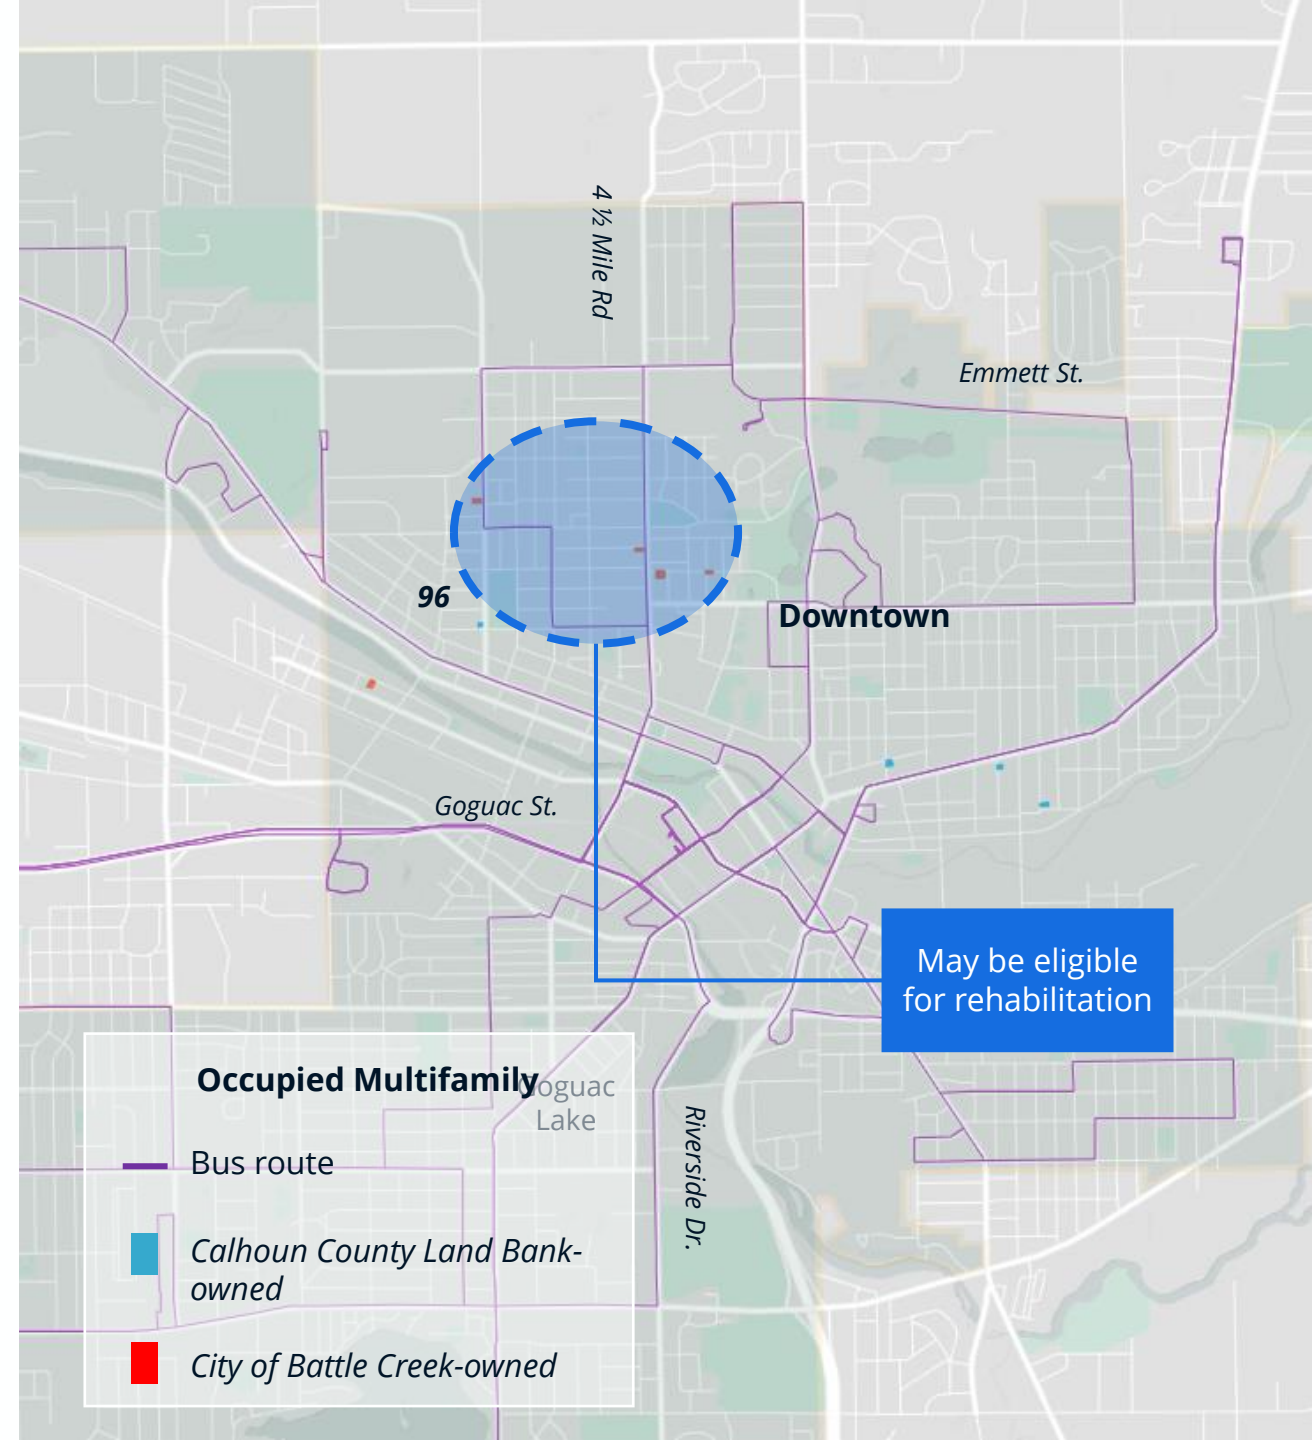 4 ½ Mile Rd
Emmett St.
96
Downtown
Goguac St.
May be eligible
for rehabilitation
Occupied Multifamily
Goguac
Lake
Bus route
Riverside Dr.
Calhoun County Land Bank-
owned
City of Battle Creek-owned